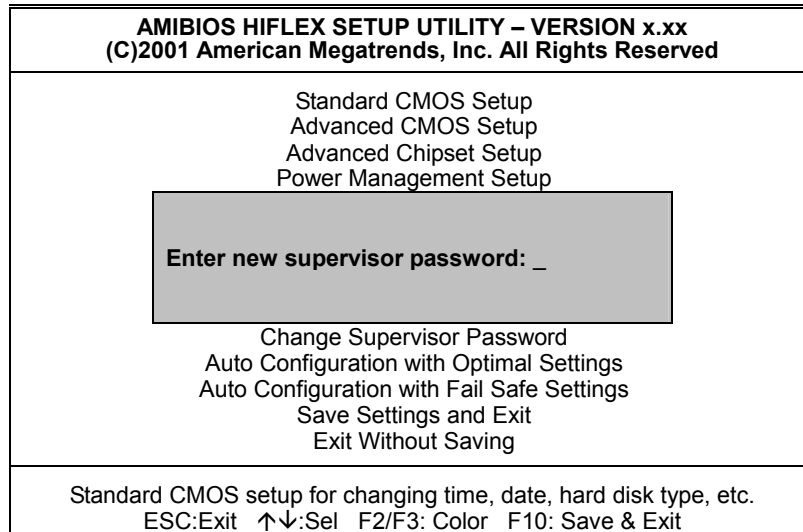 AMIBIOS HIFLEX SETUP UTILITY – VERSION x.xx
(C)2001 American Megatrends, Inc. All Rights Reserved
Standard CMOS Setup
Advanced CMOS Setup
Advanced Chipset Setup
Power Management Setup
Enter new supervisor password: _
Change Supervisor Password
Auto Configuration with Optimal Settings
Auto Configuration with Fail Safe Settings
Save Settings and Exit
Exit Without Saving
Standard CMOS setup for changing time, date, hard disk type, etc.
ESC:Exit ↑↓:Sel F2/F3: Color F10: Save & Exit